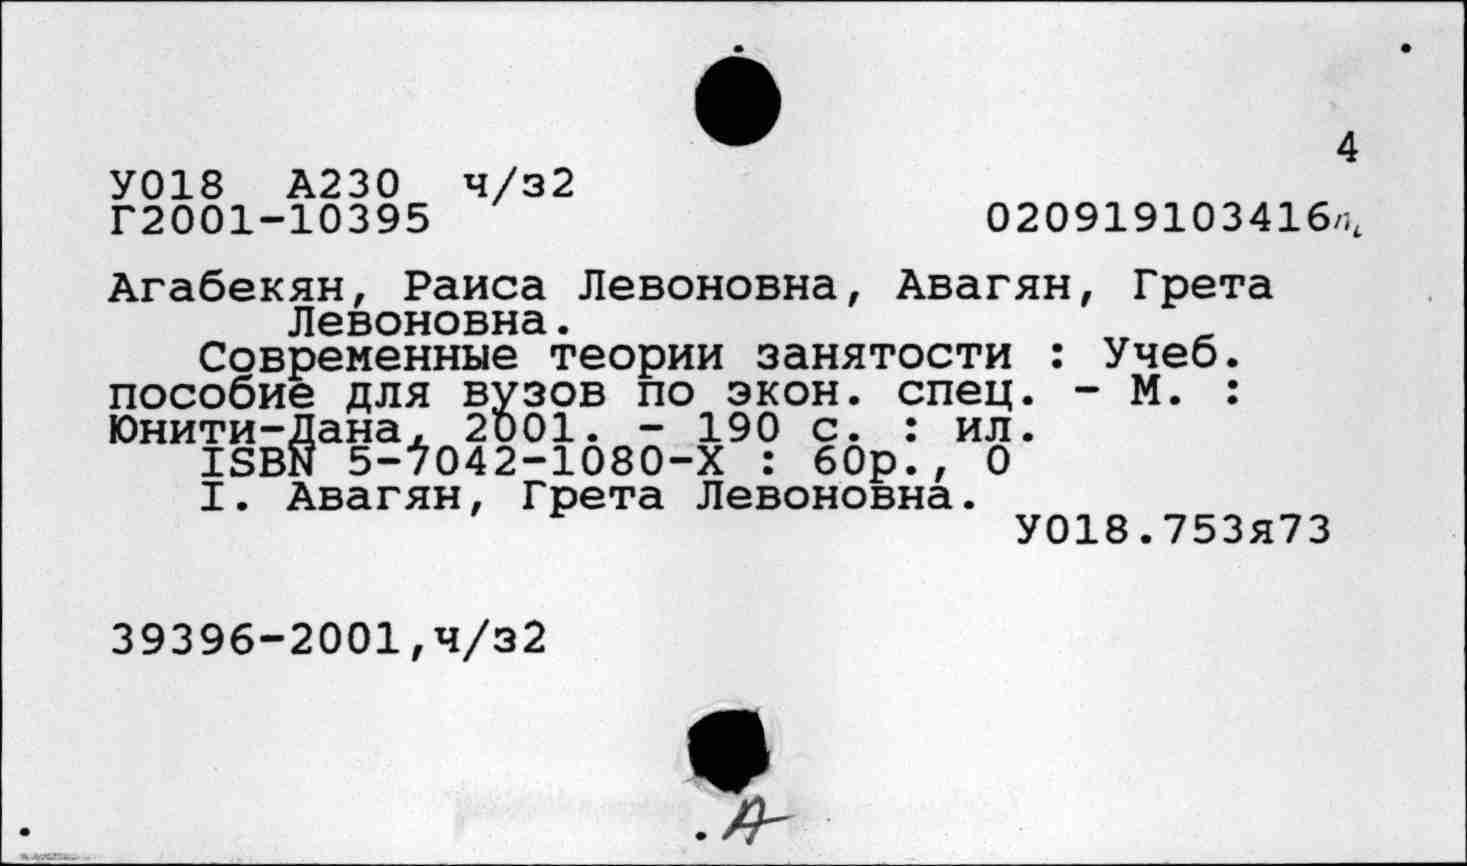 4
У018 А230 ч/з2
Г2001-10395 020919103416
Агабекян, Раиса Левоновна, Авагян, Грета
Левоновна.
Современные теории занятости : Учеб.
пособие для вузов по экон. спец. - М. :
Юнити-Дана, 2001. - 190 с. : ил.
ISBN 5-7042-1080-X : 60р., 0
I. Авагян, Грета Левоновна.
У018.753я73
39396-2001,ч/з2